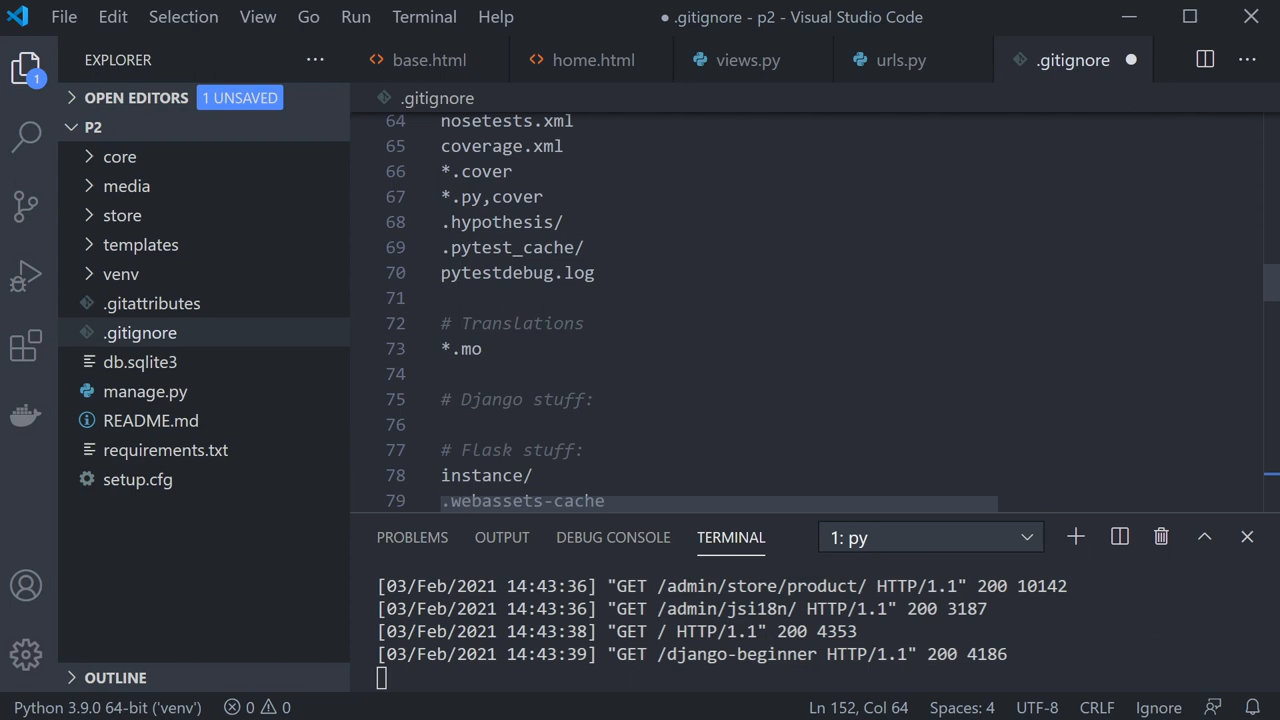 File Edit Selection View Go Run Terminal Help ● .gitignore - p2 - Visual Studio Code
EXPLORER ···
base.html home.html views.py urls.py .gitignore ●
1
OPEN EDITORS 1 UNSAVED
.gitignore
P2
core
media
store
templates
venv
.gitattributes
.gitignore
db.sqlite3
manage.py
README.md
requirements.txt
setup.cfg
OUTLINE
64 nosetests.xml
65 coverage.xml
66 *.cover
67 *.py,cover
68 .hypothesis/
69 .pytest_cache/
70 pytestdebug.log
71
72 # Translations
73 *.mo
74
75 # Django stuff:
76
77 # Flask stuff:
78 instance/
79 .webassets-cache
PROBLEMS OUTPUT DEBUG CONSOLE TERMINAL 1: py
[03/Feb/2021 14:43:36] "GET /admin/store/product/ HTTP/1.1" 200 10142
[03/Feb/2021 14:43:36] "GET /admin/jsi18n/ HTTP/1.1" 200 3187
[03/Feb/2021 14:43:38] "GET / HTTP/1.1" 200 4353
[03/Feb/2021 14:43:39] "GET /django-beginner HTTP/1.1" 200 4186
Python 3.9.0 64-bit ('venv') 0 0 Ln 152, Col 64 Spaces: 4 UTF-8 CRLF Ignore